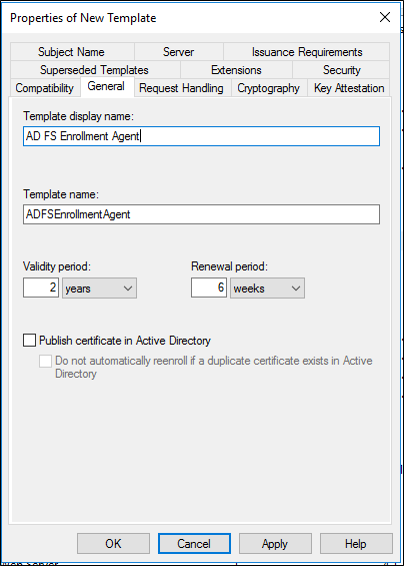 Properties of New Template
Subject Name Server Issuance Requirements
Superseded Templates Extensions Security
Compatibility General Request Handling Cryptography Key Attestation
Template display name:
AD FS Enrollment Agent
Template name:
ADFSEnrollmentAgent
Validity period: Renewal period:
2 years 6 weeks
Publish certificate in Active Directory
Do not automatically reenroll if a duplicate certificate exists in Active
Directory
OK Cancel Apply Help